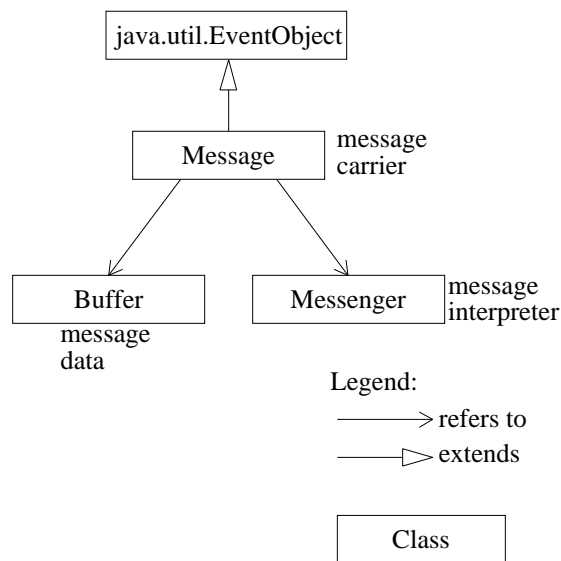 java.util.EventObject
Message
message
carrier
Buffer
message
data
Messenger
message
interpreter
Legend:
refers to
extends
Class